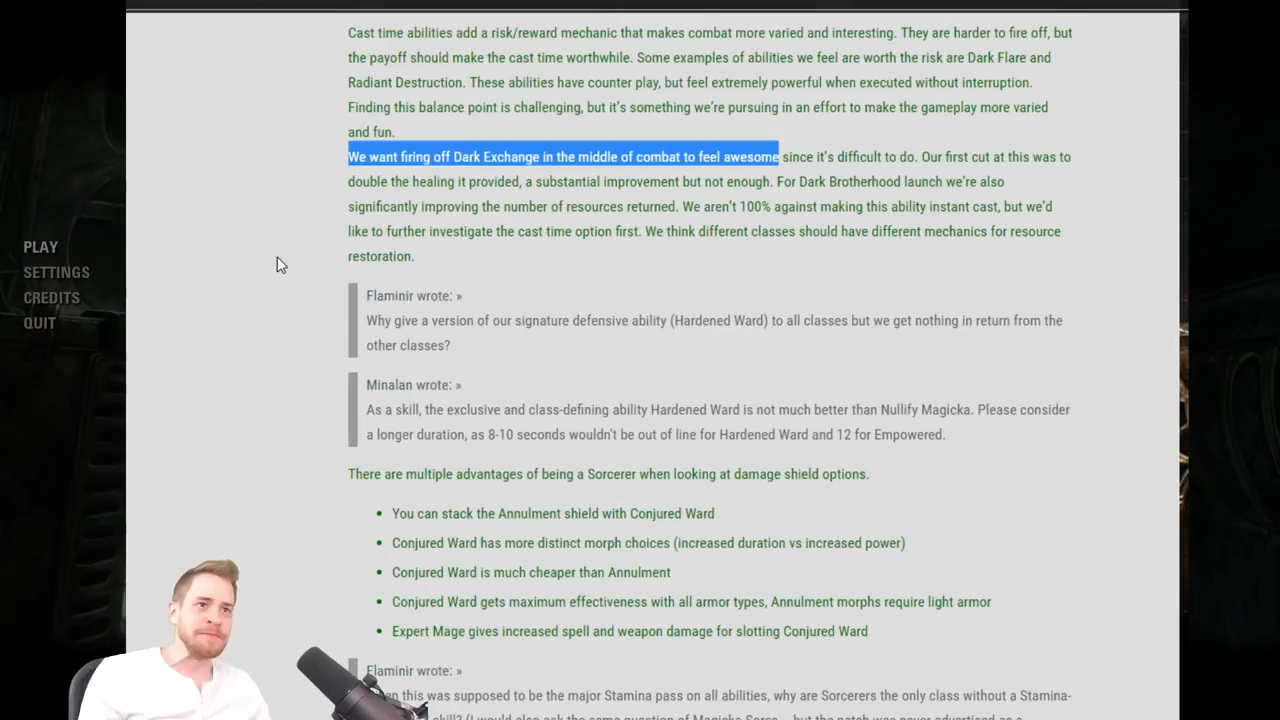 Cast time abilities add a risk/reward mechanic that makes combat more varied and interesting. They are harder to fire off, but
the payoff should make the cast time worthwhile. Some examples of abilities we feel are worth the risk are Dark Flare and
Radiant Destruction. These abilities have counter play, but feel extremely powerful when executed without interruption.
Finding this balance point is challenging, but it's something we're pursuing in an effort to make the gameplay more varied
and fun.
We want firing off Dark Exchange in the middle of combat to feel awesome since it's difficult to do. Our first cut at this was to
double the healing it provided, a substantial improvement but not enough. For Dark Brotherhood launch we're also
significantly improving the number of resources returned. We aren't 100% against making this ability instant cast, but we'd
like to further investigate the cast time option first. We think different classes should have different mechanics for resource
restoration.
PLAY
SETTINGS
CREDITS
QUIT
Flaminir wrote: »
Why give a version of our signature defensive ability (Hardened Ward) to all classes but we get nothing in return from the
other classes?
Minalan wrote: »
As a skill, the exclusive and class-defining ability Hardened Ward is not much better than Nullify Magicka. Please consider
a longer duration, as 8-10 seconds wouldn't be out of line for Hardened Ward and 12 for Empowered.
There are multiple advantages of being a Sorcerer when looking at damage shield options.
• You can stack the Annulment shield with Conjured Ward
• Conjured Ward has more distinct morph choices (increased duration vs increased power)
• Conjured Ward is much cheaper than Annulment
• Conjured Ward gets maximum effectiveness with all armor types, Annulment morphs require light armor
• Expert Mage gives increased spell and weapon damage for slotting Conjured Ward
Flaminir wrote: »
this was supposed to be the major Stamina pass on all abilities, why are Sorcerers the only class without a Stamina-
skill? (I would also ask the same question of Magicka Sorcs